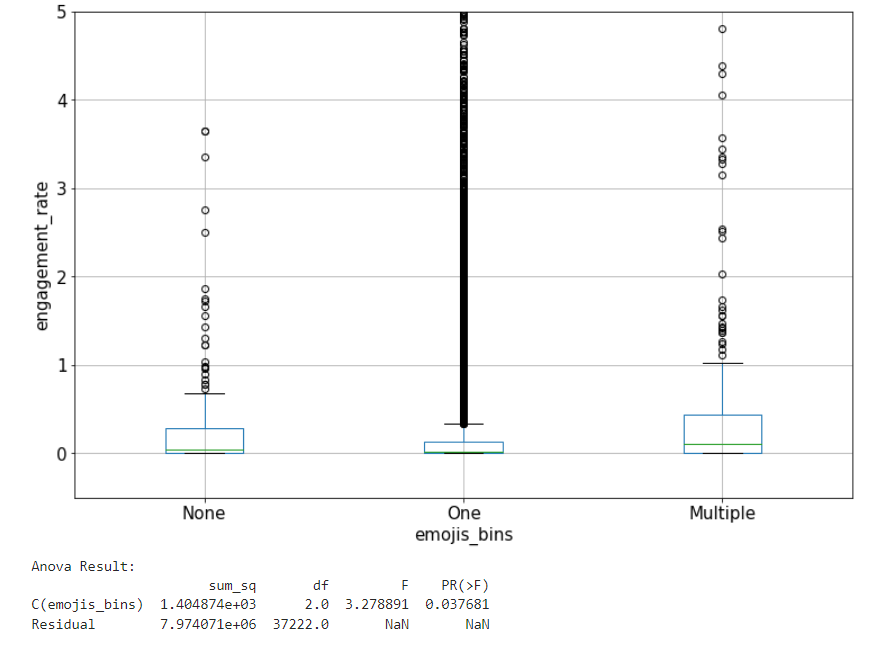 5
4
3
2
1
0
engagement_rate
None One Multiple
emojis_bins
Anova Result:
sum_sq df F PR(>F)
C(emojis_bins) 1.404874e+03 2.0 3.278891 0.037681
Residual 7.974071e+06 37222.0 NaN NaN